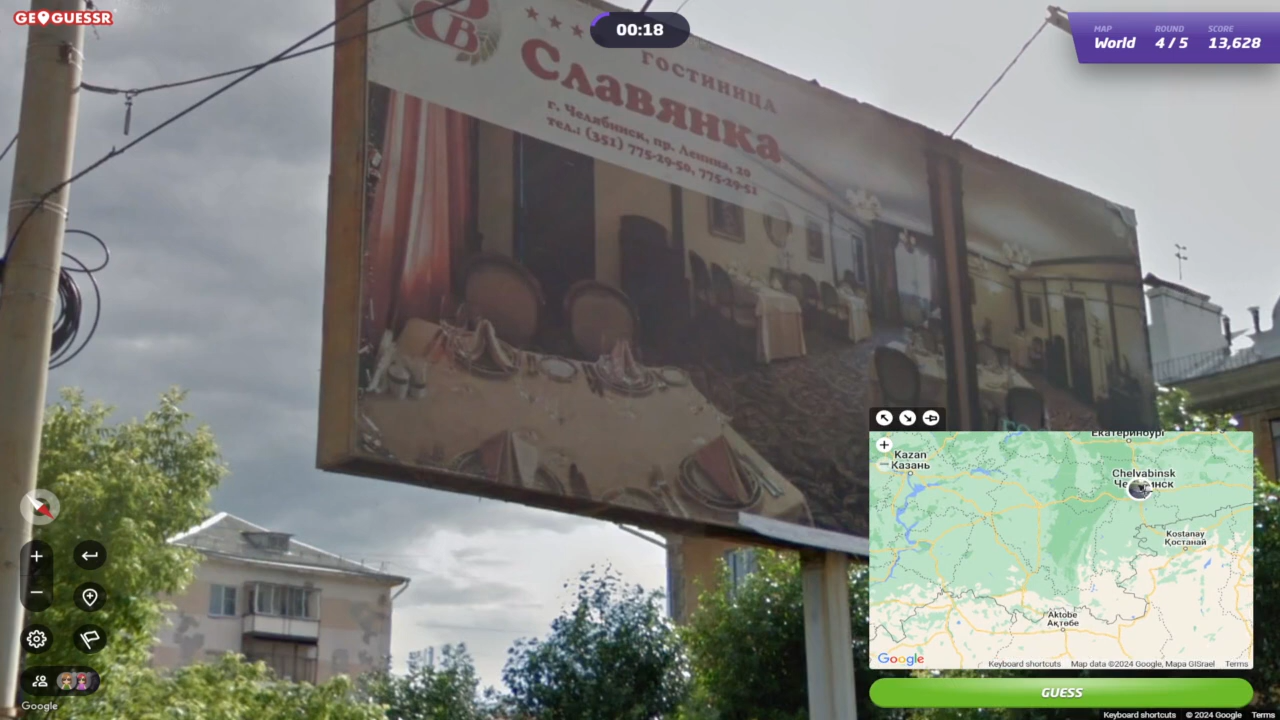 GEOGUESSR
00:18
MAP
World
ROUND
4 / 5
SCORE
13,628
СВ
ГОСТИНИЦА
Славянка
г. Челябинск, пр. Ленина, 20
тел.: (351) 775-29-50, 775-29-51
Екатеринбург
Kazan
Казань
Chelyabinsk
Kostanay
Қостанай
Aktobe
Ақтөбе
Google
Keyboard shortcuts
Map data ©2024 Google, Mapa GISrael
Terms
GUESS
Google
Keyboard shortcuts
© 2024 Google
Terms